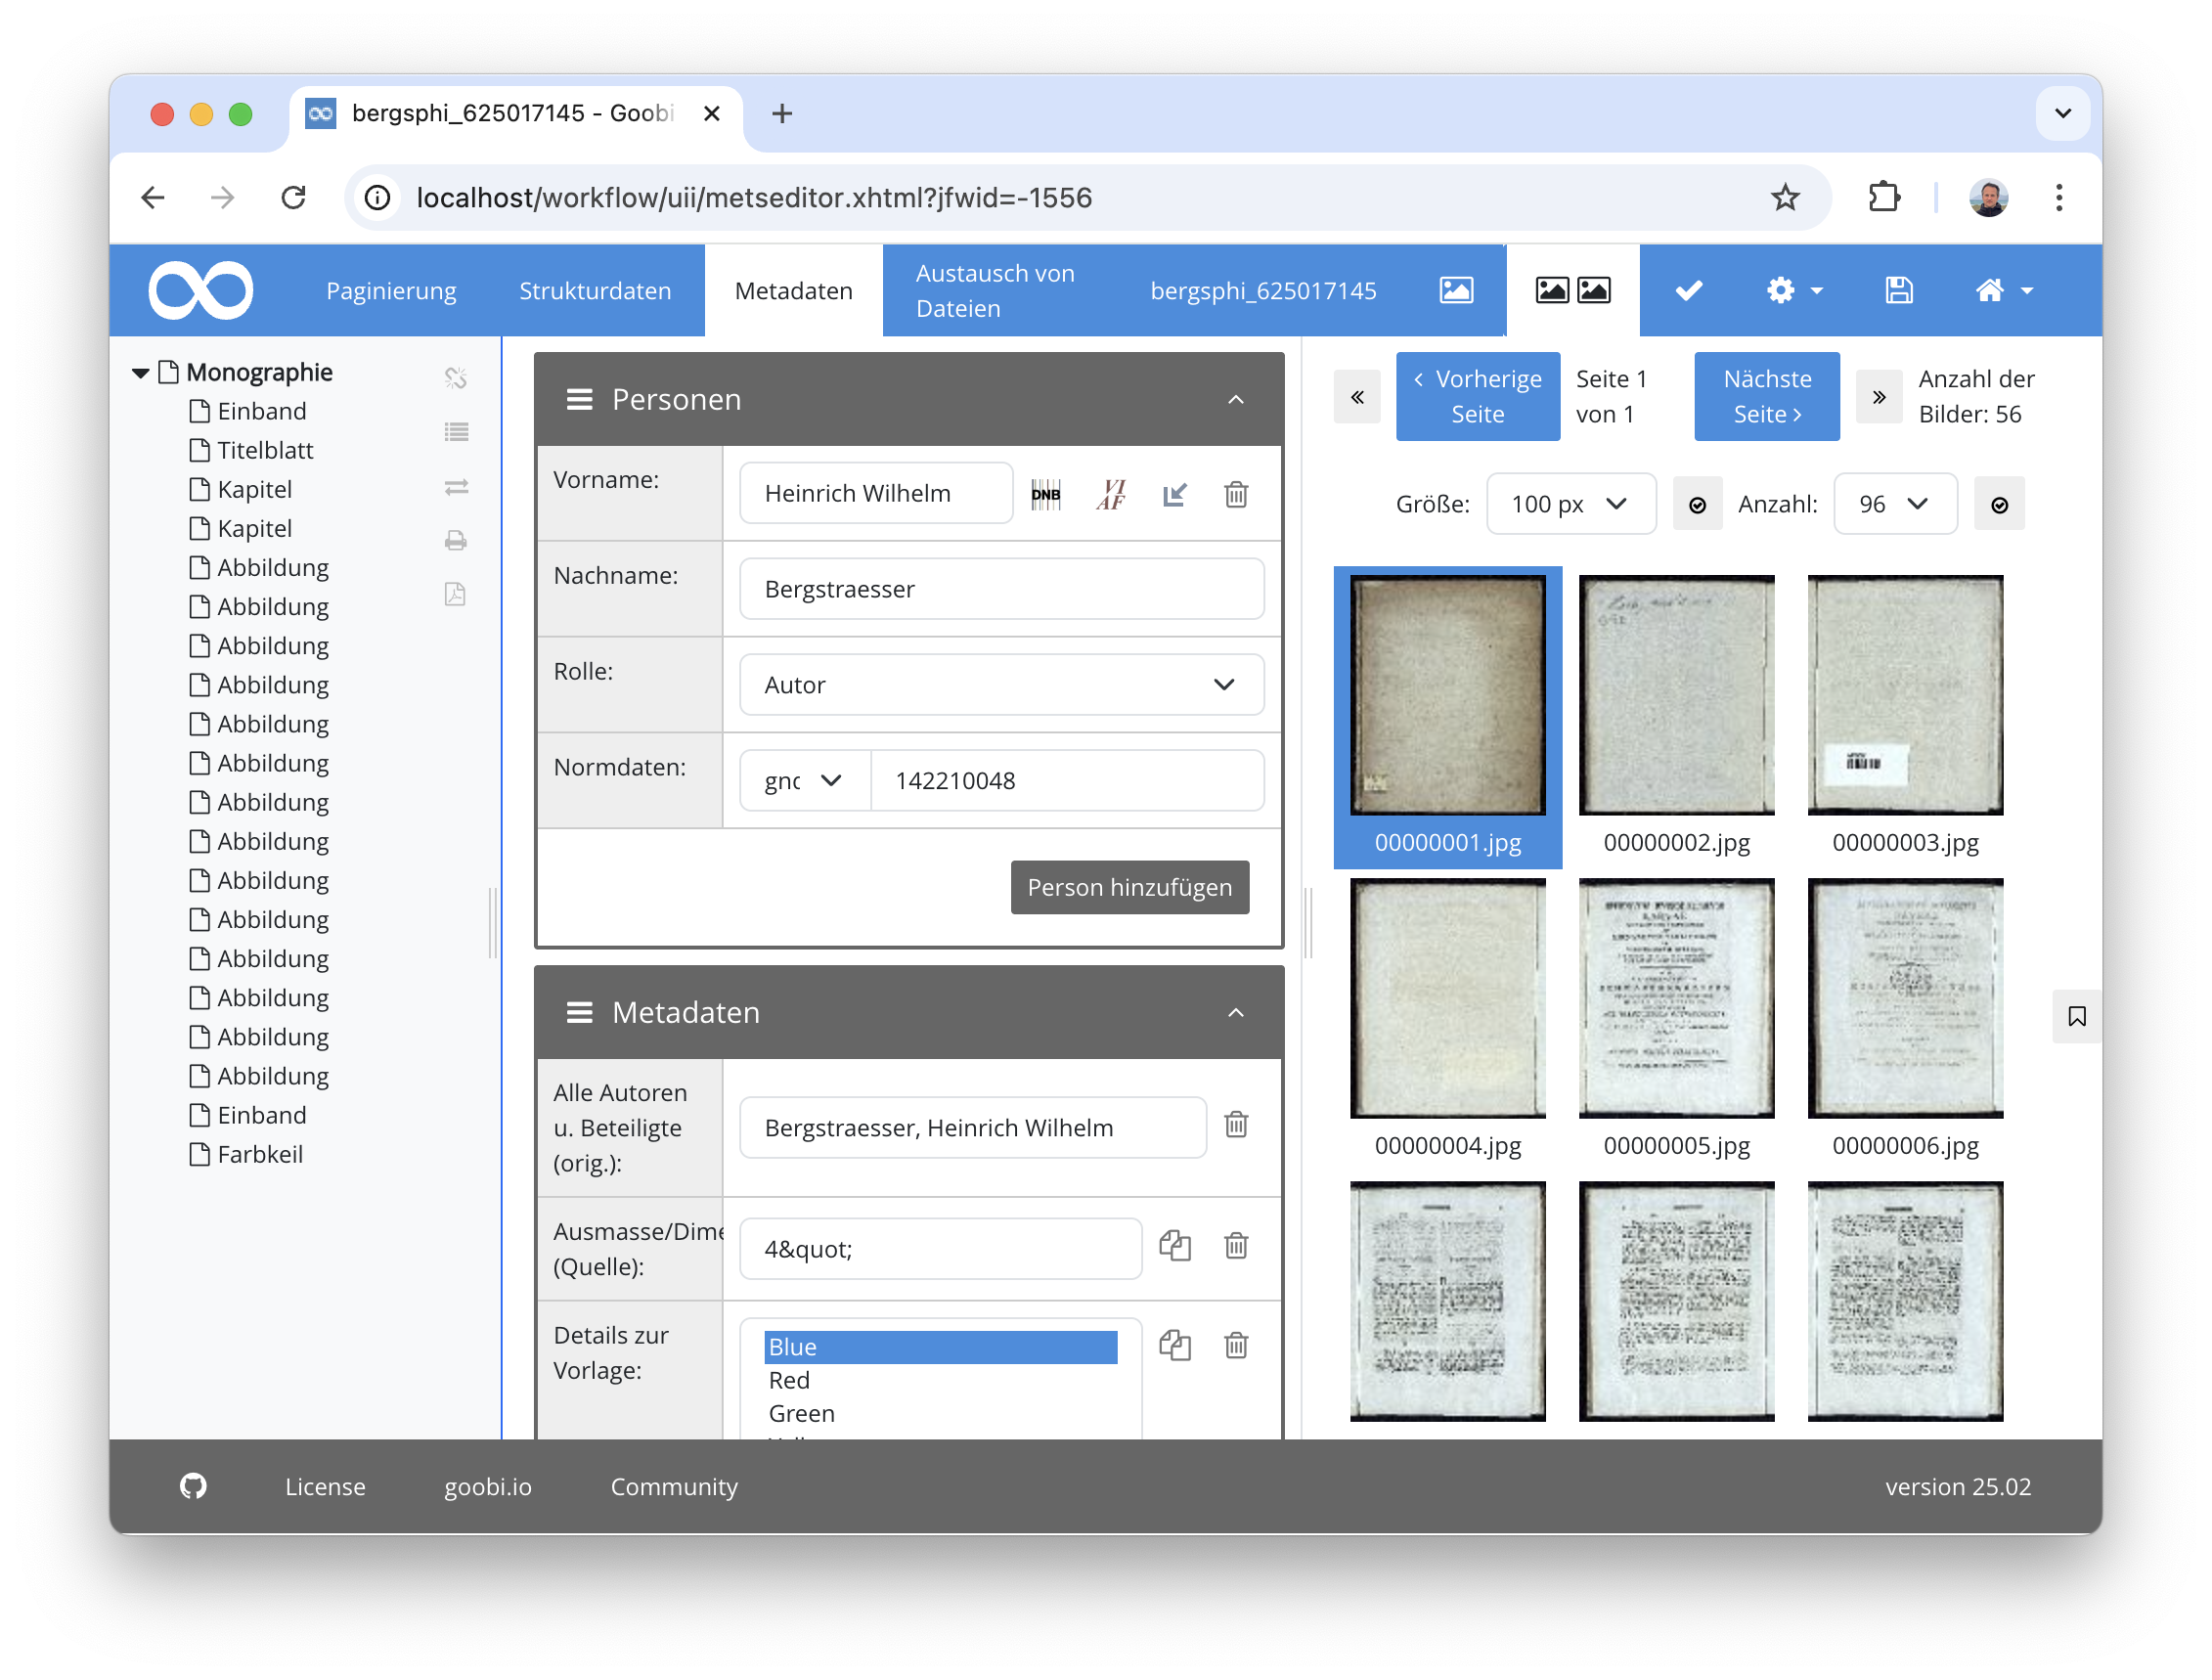 bergsphi_625017145 - Goobi
localhost/workflow/uii/metseditor.xhtml?jfwid=-1556
Paginierung
Strukturdaten
Metadaten
Austausch von
Dateien
bergsphi_625017145
Monographie
Einband
Titelblatt
Kapitel
Kapitel
Abbildung
Abbildung
Abbildung
Abbildung
Abbildung
Abbildung
Abbildung
Abbildung
Abbildung
Abbildung
Abbildung
Abbildung
Abbildung
Abbildung
Einband
Farbkeil
Personen
Vorname:
Heinrich Wilhelm
DNB
VIAF
Nachname:
Bergstraesser
Rolle:
Autor
Normdaten:
gnd
142210048
Person hinzufügen
Metadaten
Alle Autoren
u. Beteiligte
(orig.):
Bergstraesser, Heinrich Wilhelm
Ausmasse/Dime
(Quelle):
4&quot;
Details zur
Vorlage:
Blue
Red
Green
«
‹ Vorherige
Seite
Seite 1
von 1
Nächste
Seite ›
»
Anzahl der
Bilder: 56
Größe:
100 px
Anzahl:
96
00000001.jpg
00000002.jpg
00000003.jpg
00000004.jpg
00000005.jpg
00000006.jpg
License
goobi.io
Community
version 25.02